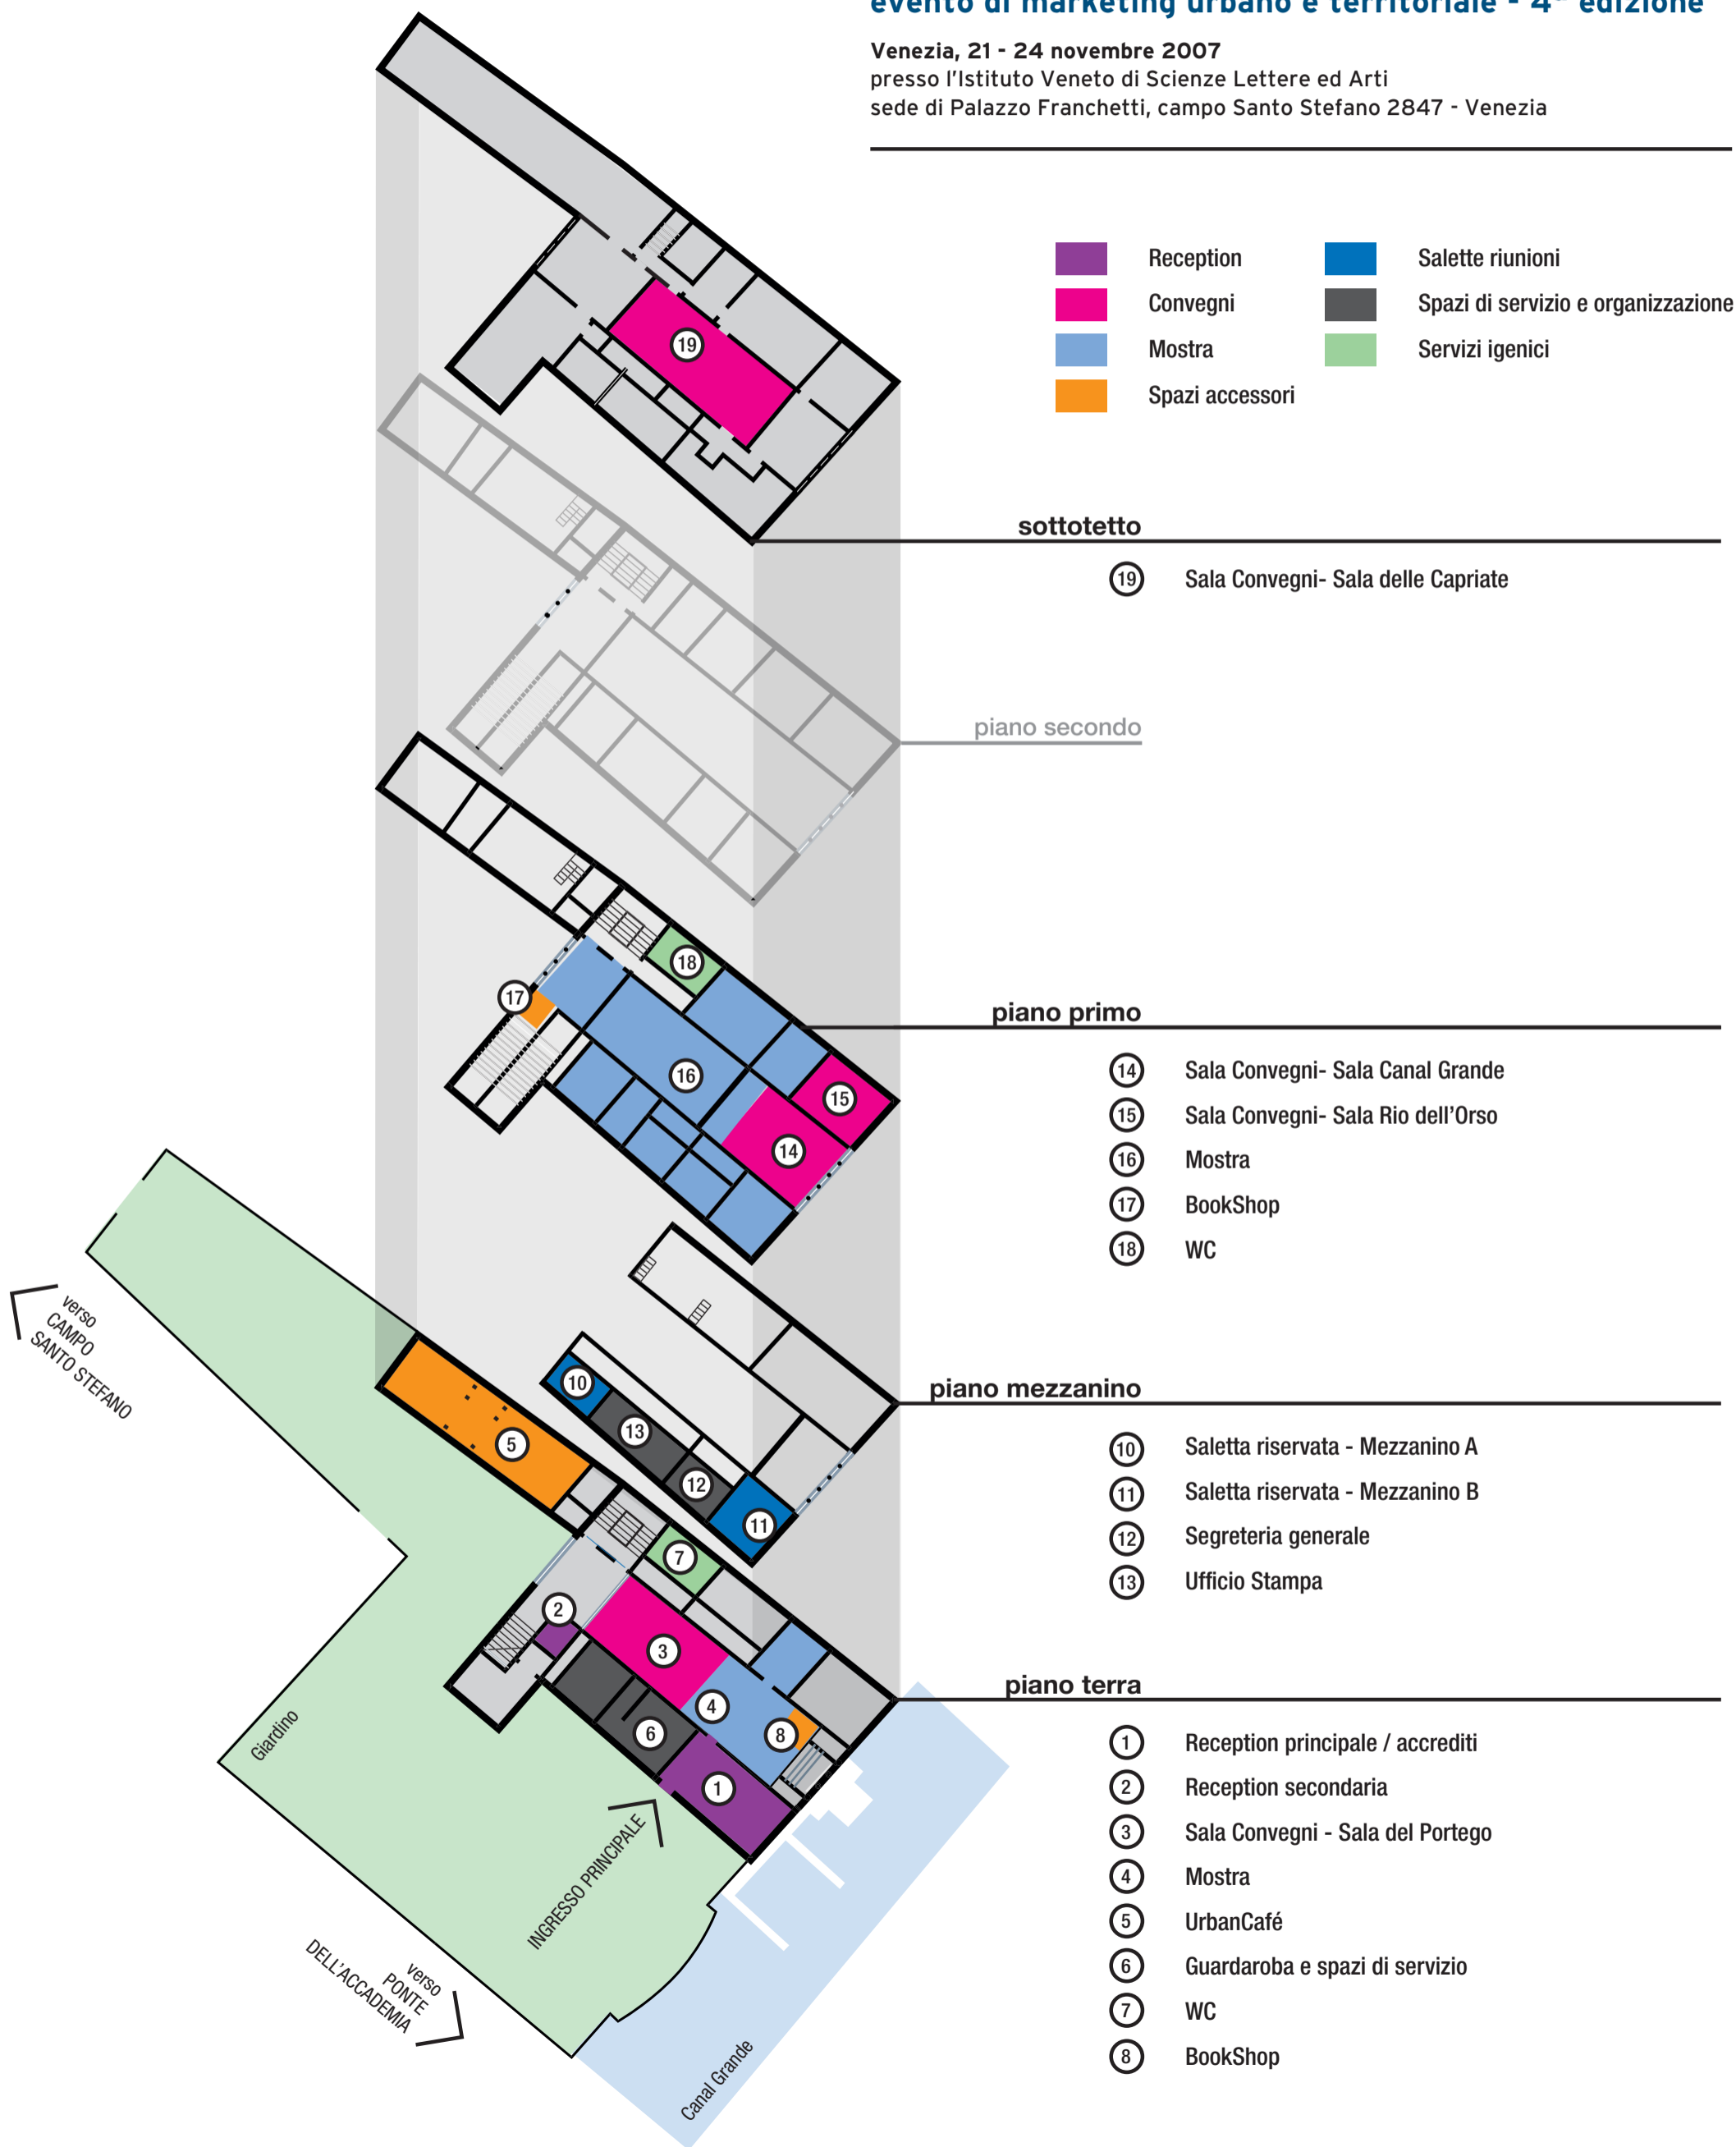 evento di marketing urbano e territoriale - 4ª edizione
Venezia, 21 - 24 novembre 2007
presso l'Istituto Veneto di Scienze Lettere ed Arti
sede di Palazzo Franchetti, campo Santo Stefano 2847 - Venezia
Reception
Convegni
Mostra
Spazi accessori
Salette riunioni
Spazi di servizio e organizzazione
Servizi igenici
19
sottotetto
19 Sala Convegni- Sala delle Capriate
piano secondo
18
17
16
15
14
piano primo
14 Sala Convegni- Sala Canal Grande
15 Sala Convegni- Sala Rio dell'Orso
16 Mostra
17 BookShop
18 WC
10
13
12
11
piano mezzanino
10 Saletta riservata - Mezzanino A
11 Saletta riservata - Mezzanino B
12 Segreteria generale
13 Ufficio Stampa
verso
CAMPO
SANTO STEFANO
5
7
2
3
4
8
6
1
piano terra
1 Reception principale / accrediti
2 Reception secondaria
3 Sala Convegni - Sala del Portego
4 Mostra
5 UrbanCafé
6 Guardaroba e spazi di servizio
7 WC
8 BookShop
Giardino
INGRESSO PRINCIPALE
verso
PONTE
DELL'ACCADEMIA
Canal Grande